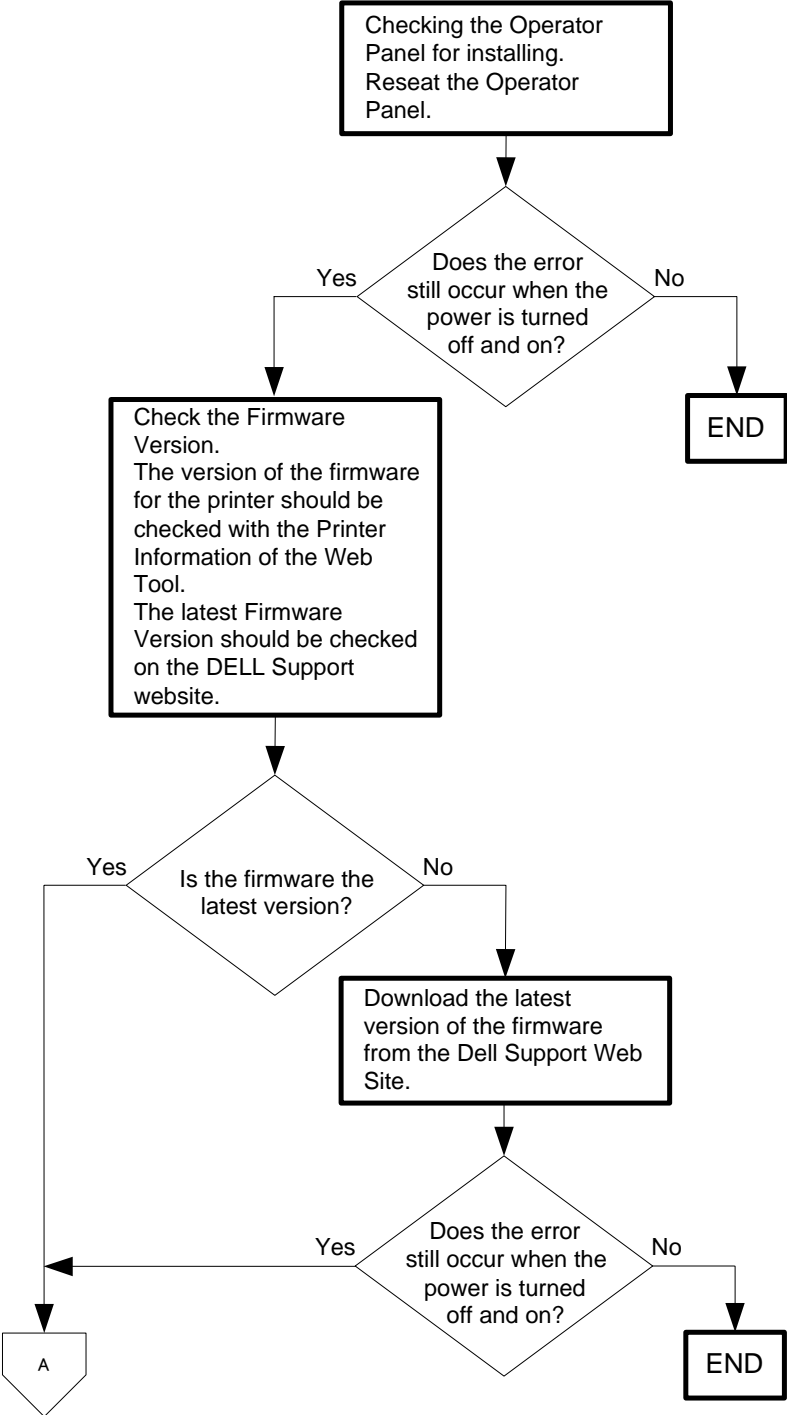 Checking the Operator
Panel for installing.
Reseat the Operator
Panel.
Does the error
still occur when the
power is turned
off and on?
Yes
No
END
Check the Firmware
Version.
The version of the firmware
for the printer should be
checked with the Printer
Information of the Web
Tool.
The latest Firmware
Version should be checked
on the DELL Support
website.
Is the firmware the
latest version?
Yes
No
Download the latest
version of the firmware
from the Dell Support Web
Site.
Does the error
still occur when the
power is turned
off and on?
Yes
No
END
A